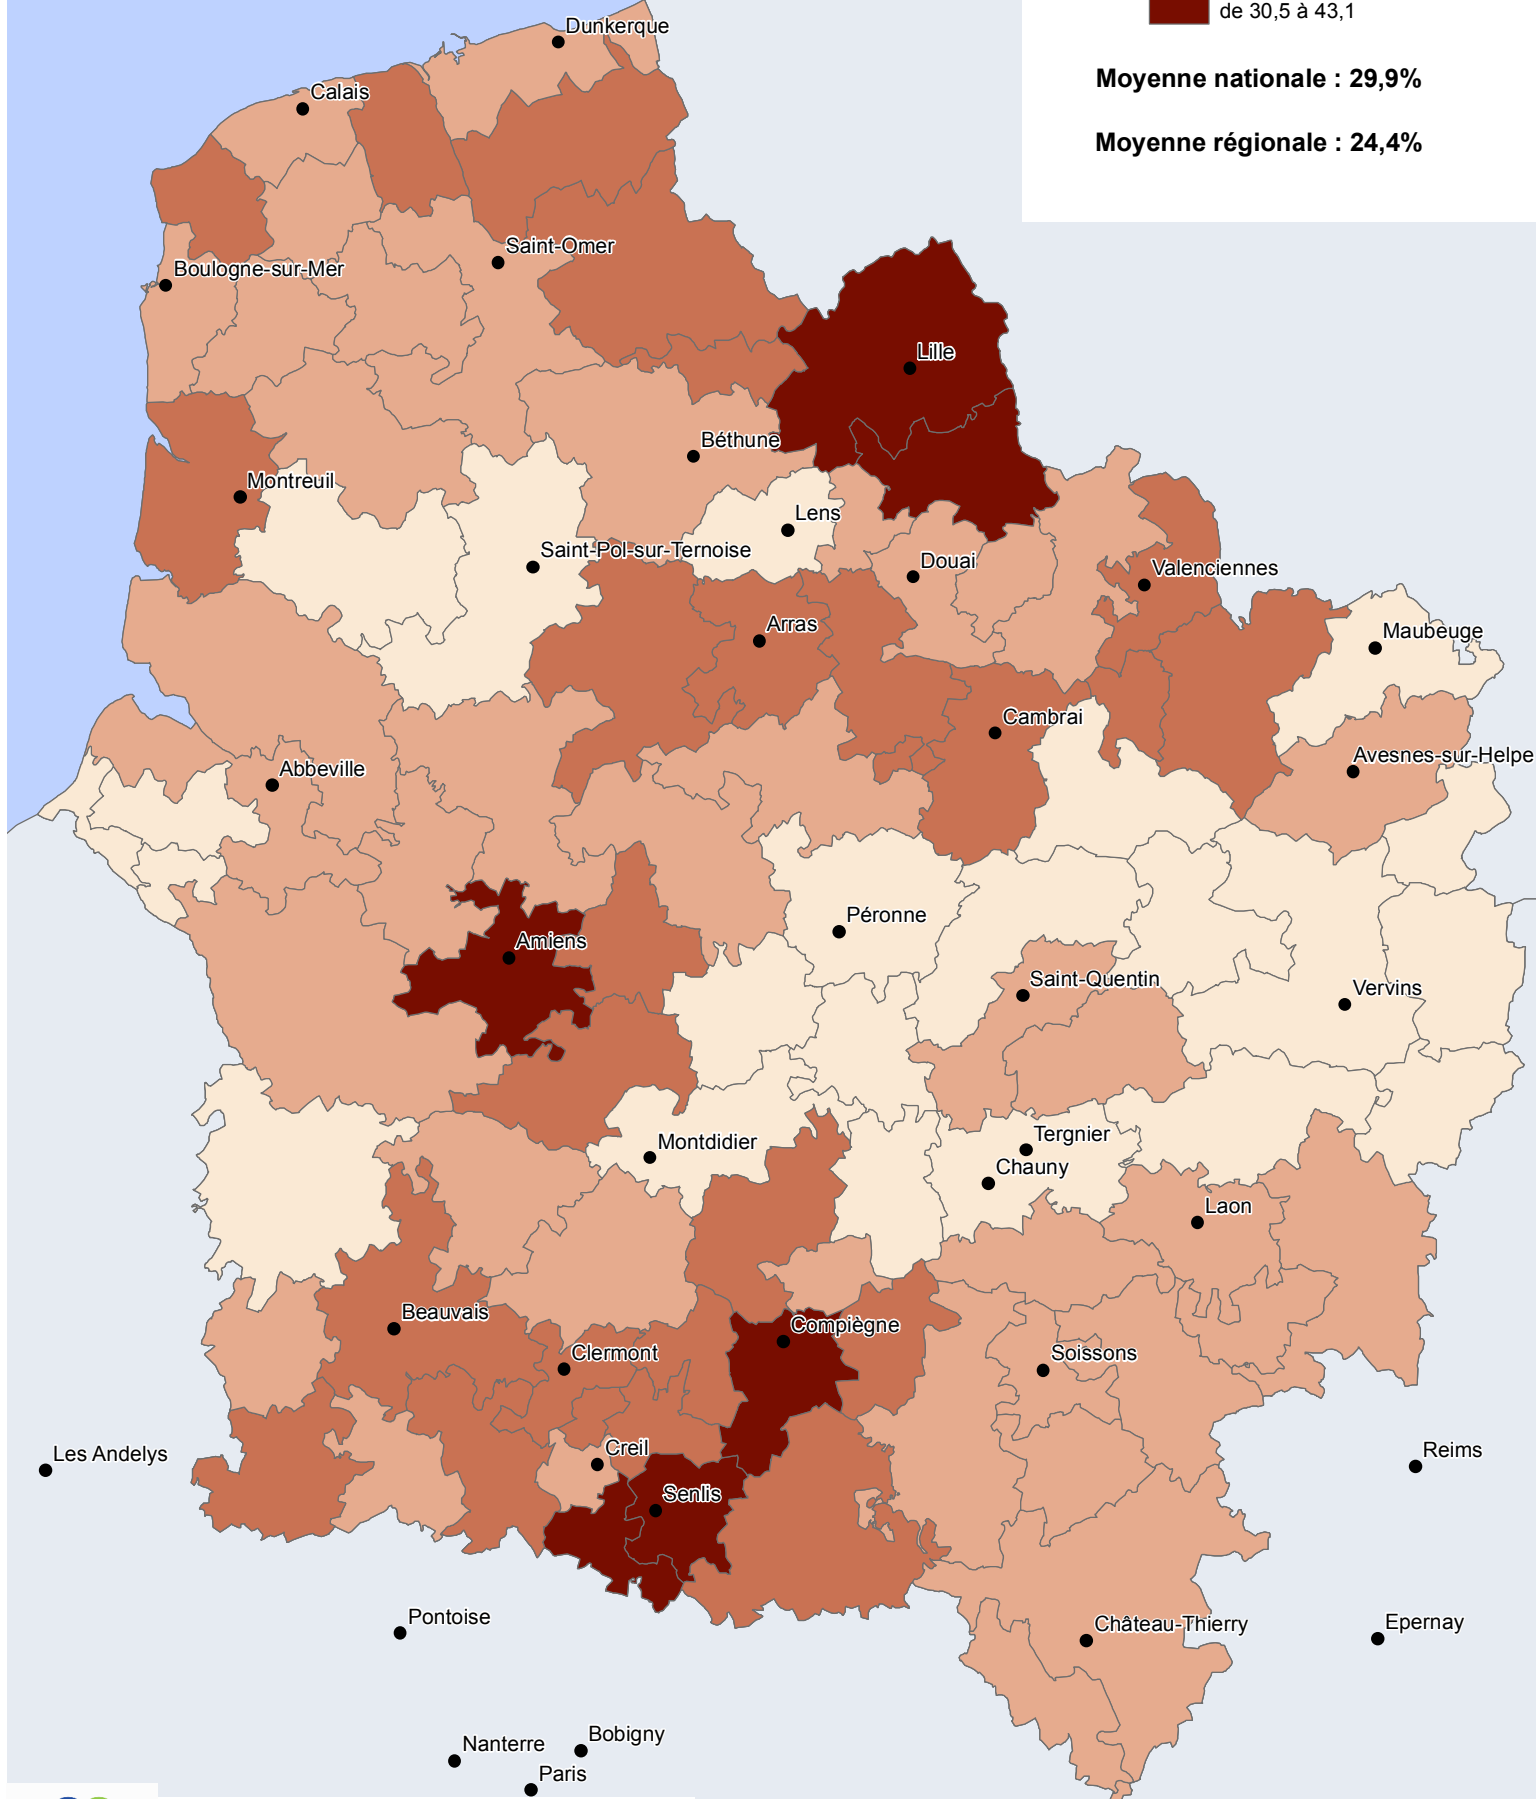 Dunkerque
de 30,5 à 43,1
Moyenne nationale : 29,9%
Calais
Moyenne régionale : 24,4%
Saint-Omer
Boulogne-sur-Mer
Lille
Béthune
Montreuil
Lens
Saint-Pol-sur-Ternoise
Douai
Valenciennes
Arras
Maubeuge
Cambrai
Avesnes-sur-Helpe
Abbeville
Péronne
Amiens
Saint-Quentin
Vervins
Tergnier
Montdidier
Chauny
Laon
Beauvais
Compiègne
Clermont
Soissons
Creil
Les Andelys
Reims
Senlis
Pontoise
Château-Thierry
Epernay
Bobigny
Nanterre
Paris